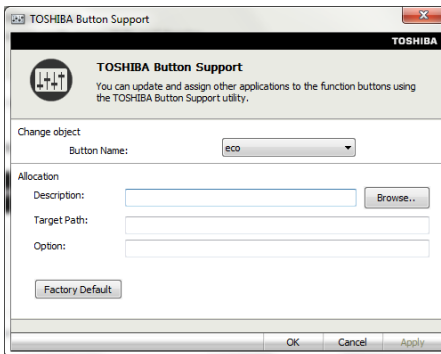 TOSHIBA Button Support
TOSHIBA
TOSHIBA Button Support
You can update and assign other applications to the function buttons using
the TOSHIBA Button Support utility.
Change object
Button Name:
eco
Allocation
Description:
Browse..
Target Path:
Option:
Factory Default
OK
Cancel
Apply